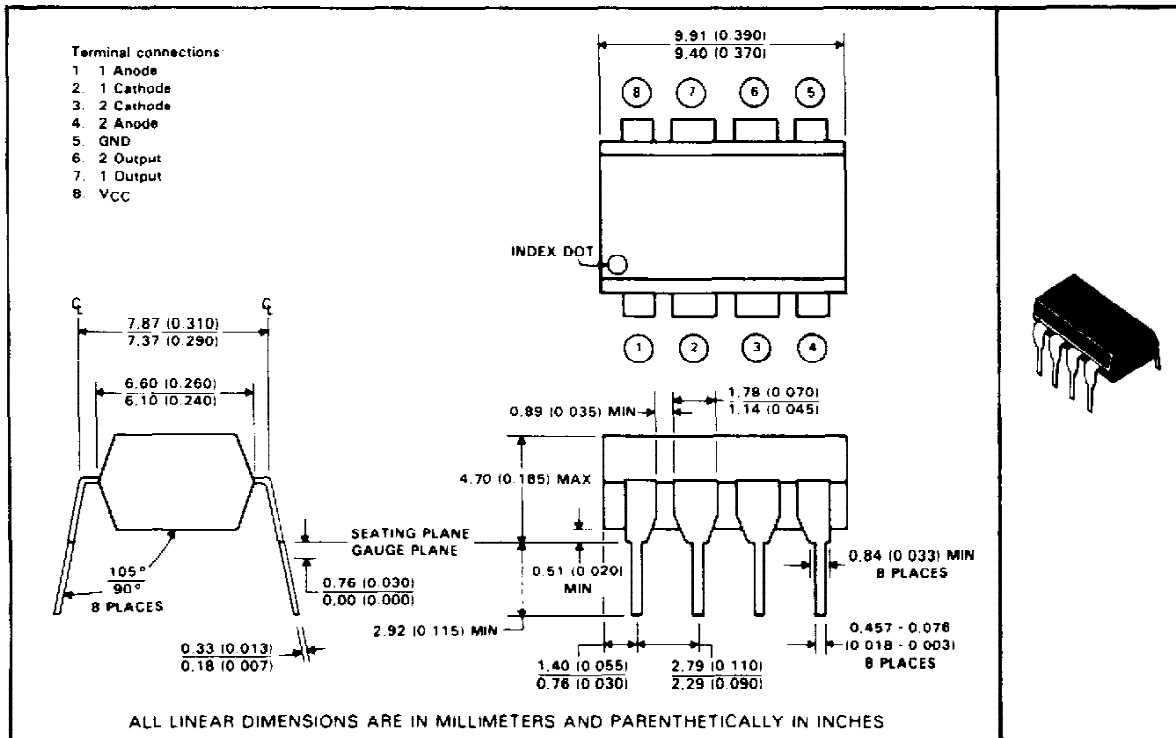 Terminal connections
1 1 Anode
2. 1 Cathode
3. 2 Cathode
4. 2 Anode
5. GND
6. 2 Output
7. 1 Output
8. VCC
9.91 (0.390)
9.40 (0.370)
8 7 6 5
INDEX DOT
1 2 3 4
℄ ℄
7.87 (0.310)
7.37 (0.290)
6.60 (0.260)
6.10 (0.240)
105°
90°
8 PLACES
0.33 (0.013)
0.18 (0.007)
SEATING PLANE
GAUGE PLANE
0.76 (0.030)
0.00 (0.000)
0.89 (0.035) MIN
1.78 (0.070)
1.14 (0.045)
4.70 (0.185) MAX
0.51 (0.020)
MIN
2.92 (0.115) MIN
0.84 (0.033) MIN
8 PLACES
0.457 - 0.076
(0.018 - 0.003)
8 PLACES
1.40 (0.055)
0.76 (0.030)
2.79 (0.110)
2.29 (0.090)
ALL LINEAR DIMENSIONS ARE IN MILLIMETERS AND PARENTHETICALLY IN INCHES